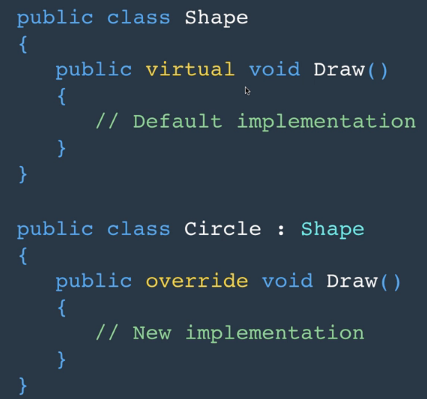 public class Shape
{
public virtual void Draw()
{
// Default implementation
}
}
public class Circle : Shape
{
public override void Draw()
{
// New implementation
}
}